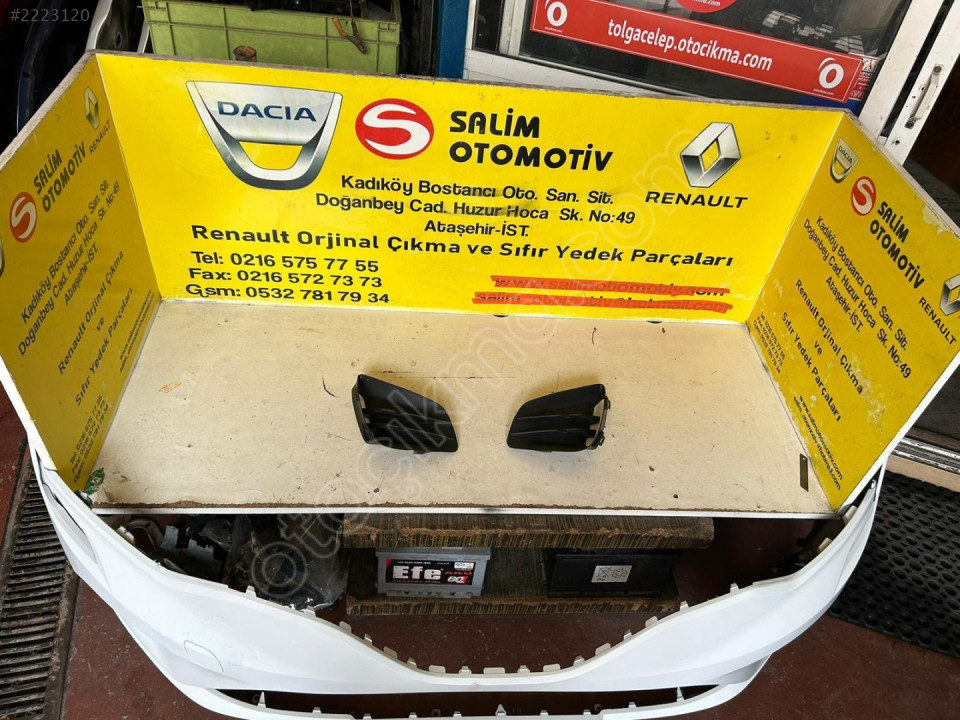 #2223120
tolgacelep.otocikma.com
DACIA
S
SALİM
OTOMOTİV
RENAULT
Kadıköy Bostancı Oto. San. Sit.
Doğanbey Cad. Huzur Hoca Sk. No:49
Ataşehir-İST.
Renault Orjinal Çıkma ve Sıfır Yedek Parçaları
Tel: 0216 575 77 55
Fax: 0216 572 73 73
Gsm: 0532 781 79 34
S
SALİM
OTOMOTİV
RENAULT
Kadıköy Bostancı Oto. San. Sit.
Doğanbey Cad. Huzur Hoca Sk. No:49
Ataşehir-İST.
Renault Orjinal Çıkma
ve
Sıfır Yedek Parçaları
S
SALİM
OTOMOTİV
RENAULT
Kadıköy Bostancı Oto. San. Sit.
Doğanbey Cad. Huzur Hoca Sk. No:49
Ataşehir-İST.
Renault Orjinal Çıkma
ve
Sıfır Yedek Parçaları
otocikma.com
Efe
60